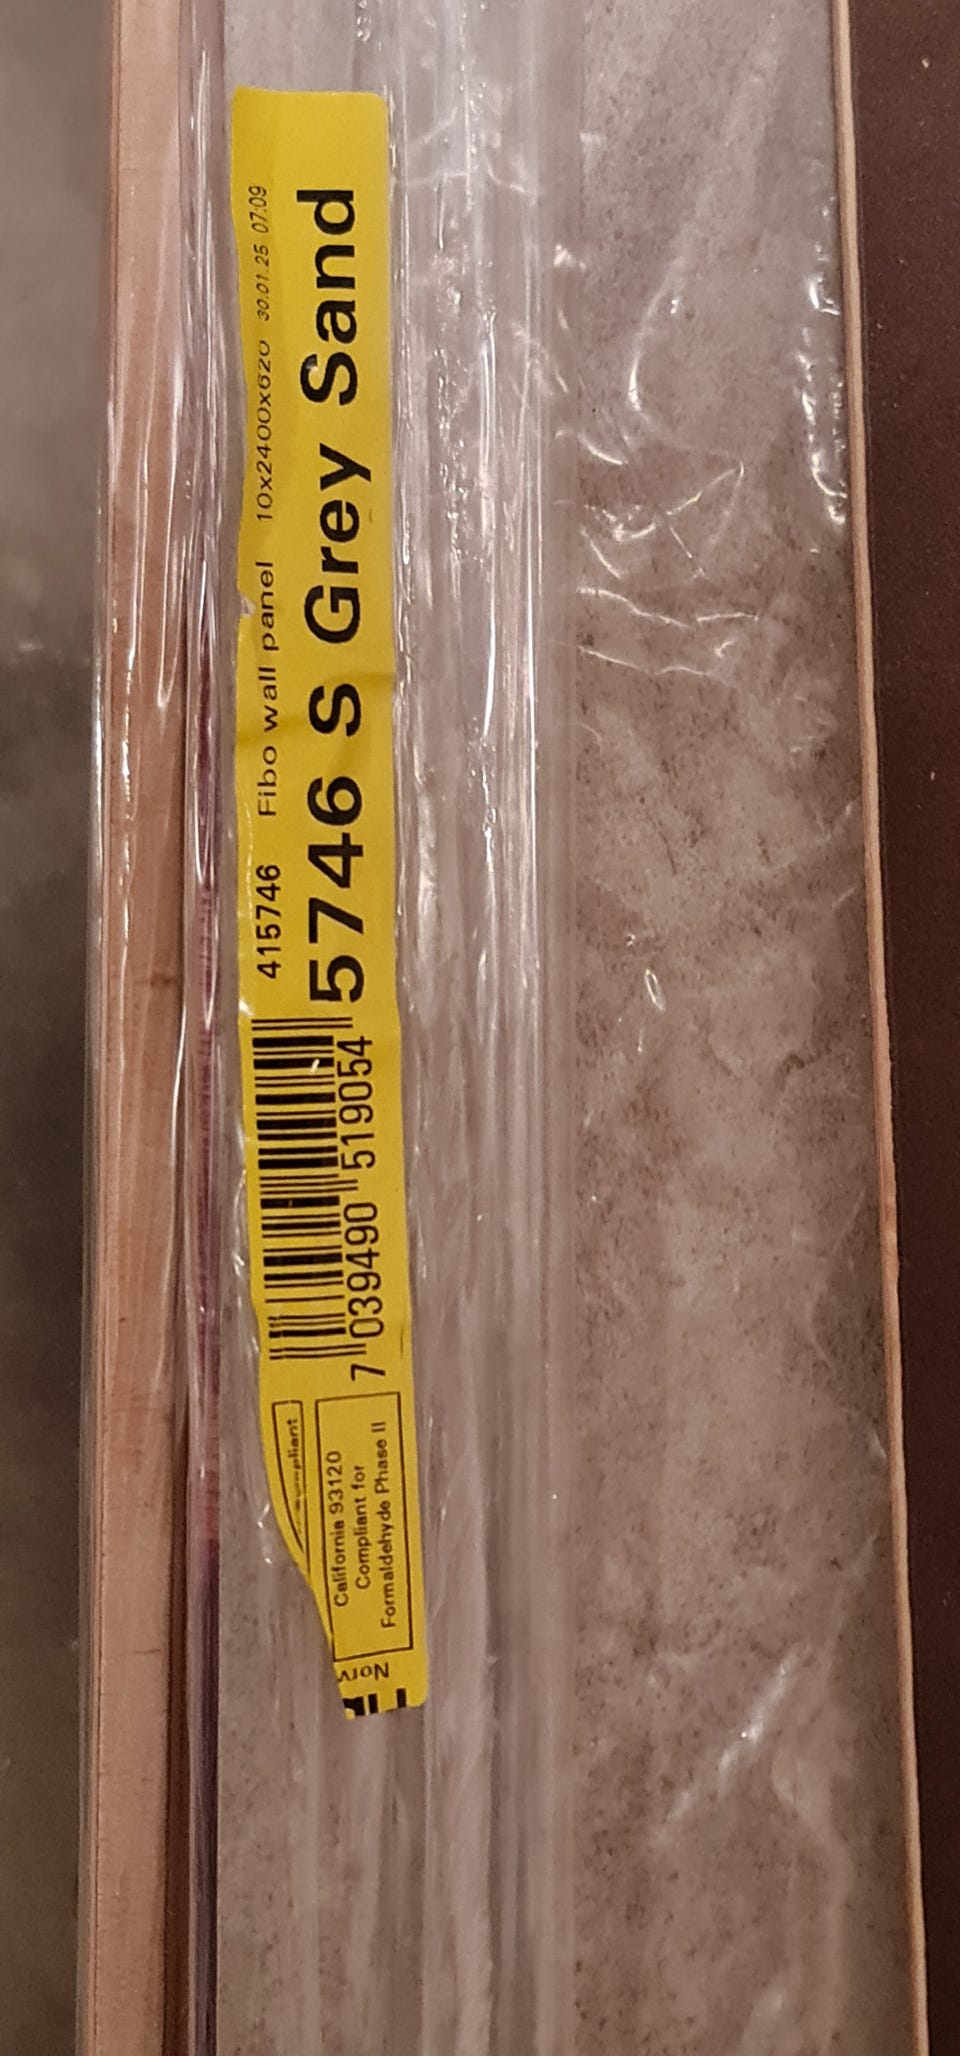 415746 Fibo wall panel 10x2400x620 30.01.25 07:09
5746 S Grey Sand
7 039490 519054
California 93120
Compliant for
Formaldehyde Phase II